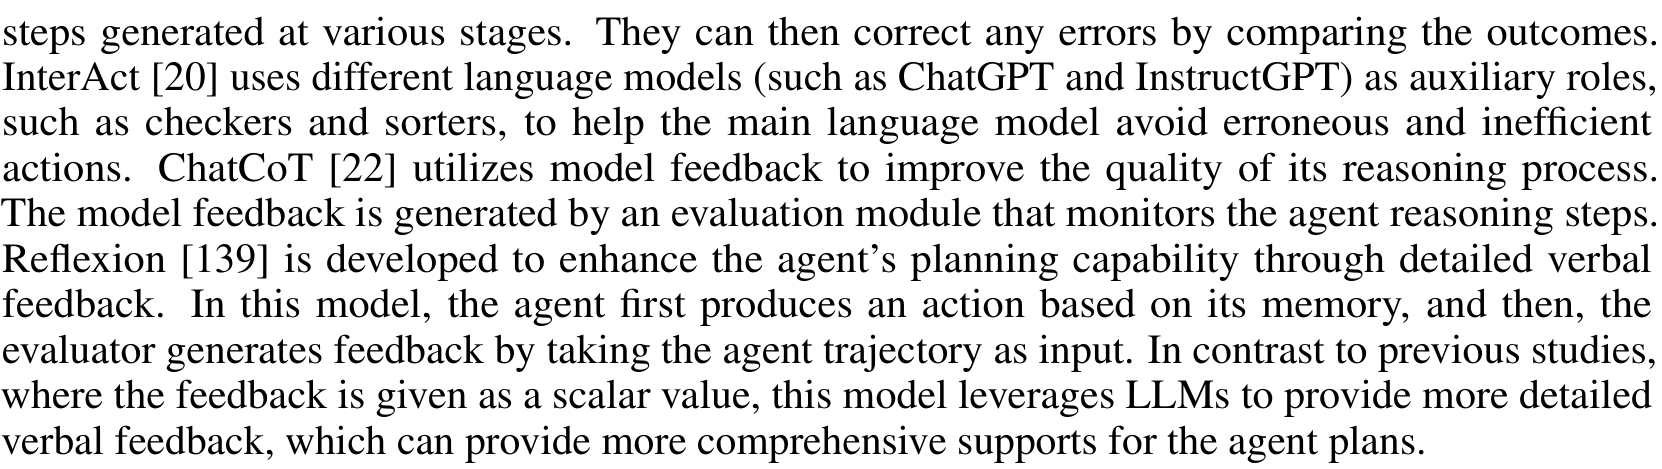 steps generated at various stages. They can then correct any errors by comparing the outcomes.
InterAct [20] uses different language models (such as ChatGPT and InstructGPT) as auxiliary roles,
such as checkers and sorters, to help the main language model avoid erroneous and inefficient
actions. ChatCoT [22] utilizes model feedback to improve the quality of its reasoning process.
The model feedback is generated by an evaluation module that monitors the agent reasoning steps.
Reflexion [139] is developed to enhance the agent's planning capability through detailed verbal
feedback. In this model, the agent first produces an action based on its memory, and then, the
evaluator generates feedback by taking the agent trajectory as input. In contrast to previous studies,
where the feedback is given as a scalar value, this model leverages LLMs to provide more detailed
verbal feedback, which can provide more comprehensive supports for the agent plans.